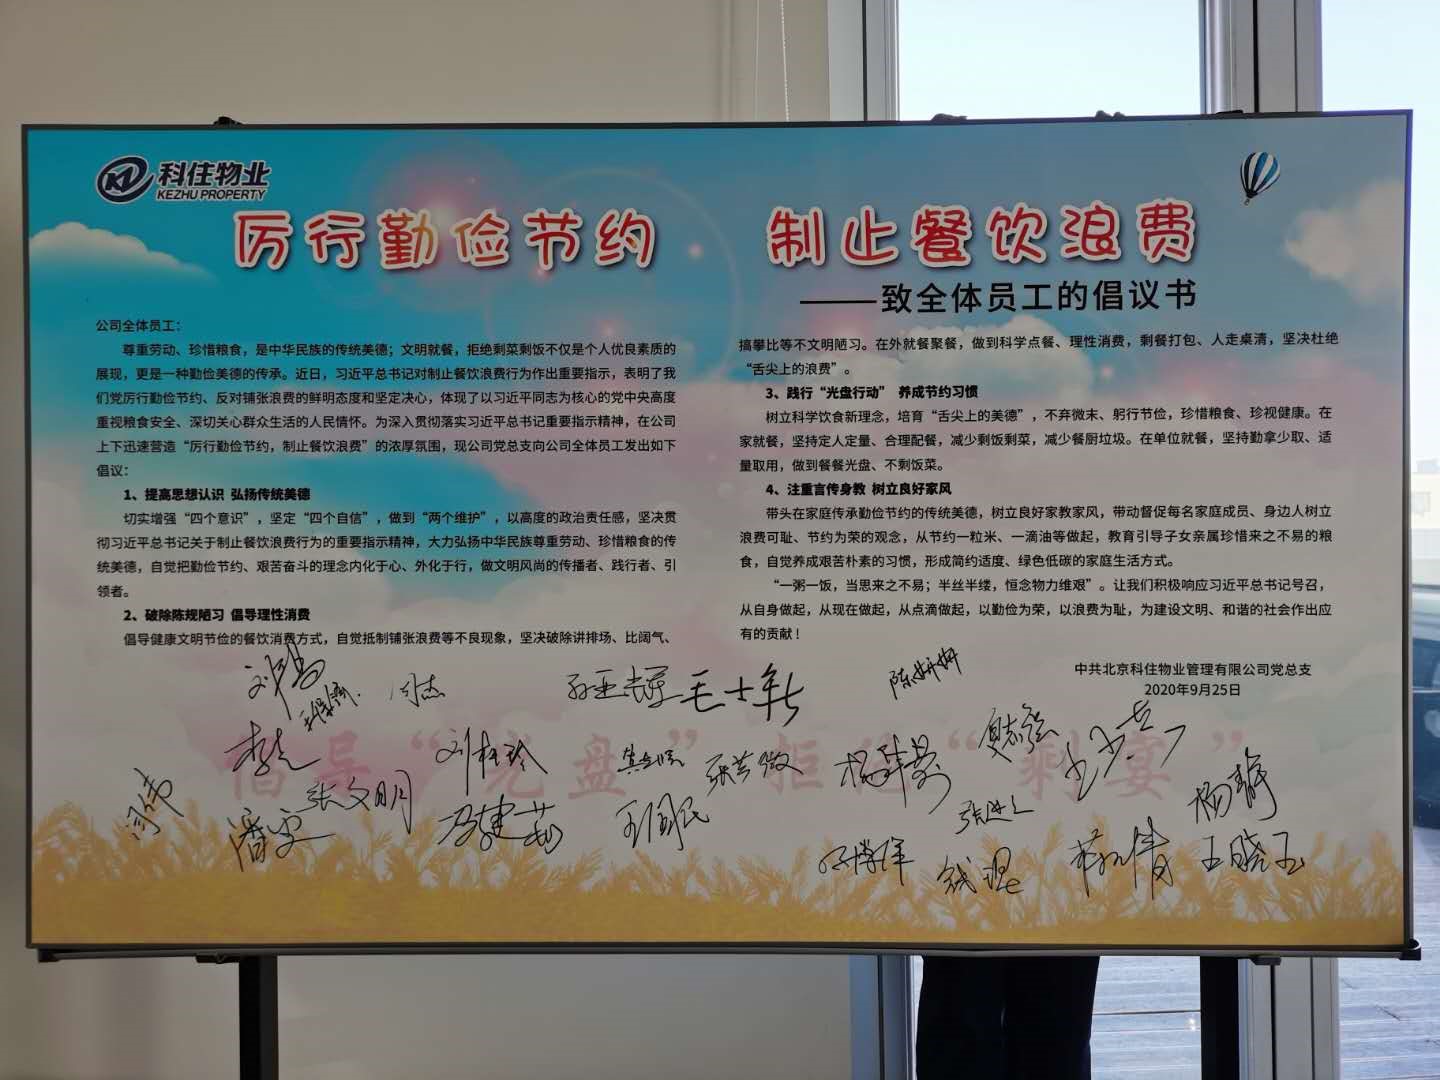 科住物业
KEZHU PROPERTY
厉行勤俭节约 制止餐饮浪费
——致全体员工的倡议书
公司全体员工：
尊重劳动、珍惜粮食，是中华民族的传统美德；文明就餐，拒绝剩菜剩饭不仅是个人优良素质的
展现，更是一种勤俭美德的传承。近日，习近平总书记对制止餐饮浪费行为作出重要指示，表明了我
们党厉行勤俭节约、反对铺张浪费的鲜明态度和坚定决心，体现了以习近平同志为核心的党中央高度
重视粮食安全、深切关心群众生活的人民情怀。为深入贯彻落实习近平总书记重要指示精神，在公司
上下迅速营造“厉行勤俭节约，制止餐饮浪费”的浓厚氛围，现公司党总支向公司全体员工发出如下
倡议：
1、提高思想认识 弘扬传统美德
切实增强“四个意识”，坚定“四个自信”，做到“两个维护”，以高度的政治责任感，坚决贯
彻习近平总书记关于制止餐饮浪费行为的重要指示精神，大力弘扬中华民族尊重劳动、珍惜粮食的传
统美德，自觉把勤俭节约、艰苦奋斗的理念内化于心、外化于行，做文明风尚的传播者、践行者、引
领者。
2、破除陈规陋习 倡导理性消费
倡导健康文明节俭的餐饮消费方式，自觉抵制铺张浪费等不良现象，坚决破除讲排场、比阔气、
搞攀比等不文明陋习。在外就餐聚餐，做到科学点餐、理性消费，剩餐打包、人走桌清，坚决杜绝
“舌尖上的浪费”。
3、践行“光盘行动” 养成节约习惯
树立科学饮食新理念，培育“舌尖上的美德”，不弃微末、躬行节俭，珍惜粮食、珍视健康。在
家就餐，坚持定人定量、合理配餐，减少剩饭剩菜，减少餐厨垃圾。在单位就餐，坚持勤拿少取、适
量取用，做到餐餐光盘、不剩饭菜。
4、注重言传身教 树立良好家风
带头在家庭传承勤俭节约的传统美德，树立良好家教家风，带动督促每名家庭成员、身边人树立
浪费可耻、节约为荣的观念，从节约一粒米、一滴油等做起，教育引导子女亲属珍惜来之不易的粮
食，自觉养成艰苦朴素的习惯，形成简约适度、绿色低碳的家庭生活方式。
“一粥一饭，当思来之不易；半丝半缕，恒念物力维艰”。让我们积极响应习近平总书记号召，
从自身做起，从现在做起，从点滴做起，以勤俭为荣，以浪费为耻，为建设文明、和谐的社会作出应
有的贡献！
中共北京科住物业管理有限公司党总支
2020年9月25日
倡导“光盘” 拒绝“剩宴”
闫志
陈姗姗
刘桂玲
夏志强
张文明
张进
杨静
王国民
钱琨
王晓玉